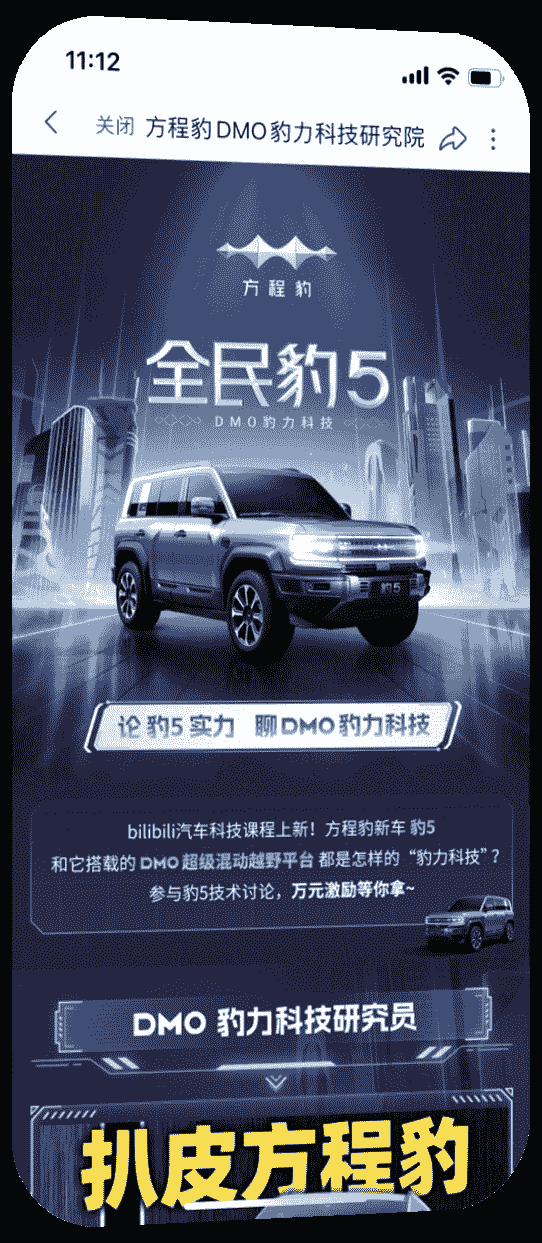 11:12
关闭 方程豹DMO豹力科技研究院
方程豹
全民豹5
DMO豹力科技
豹5
论豹5实力 聊DMO豹力科技
bilibili汽车科技课程上新！方程豹新车 豹5
和它搭载的 DMO 超级混动越野平台 都是怎样的“豹力科技”？
参与豹5技术讨论，万元激励等你拿~
DMO 豹力科技研究员
扒皮方程豹